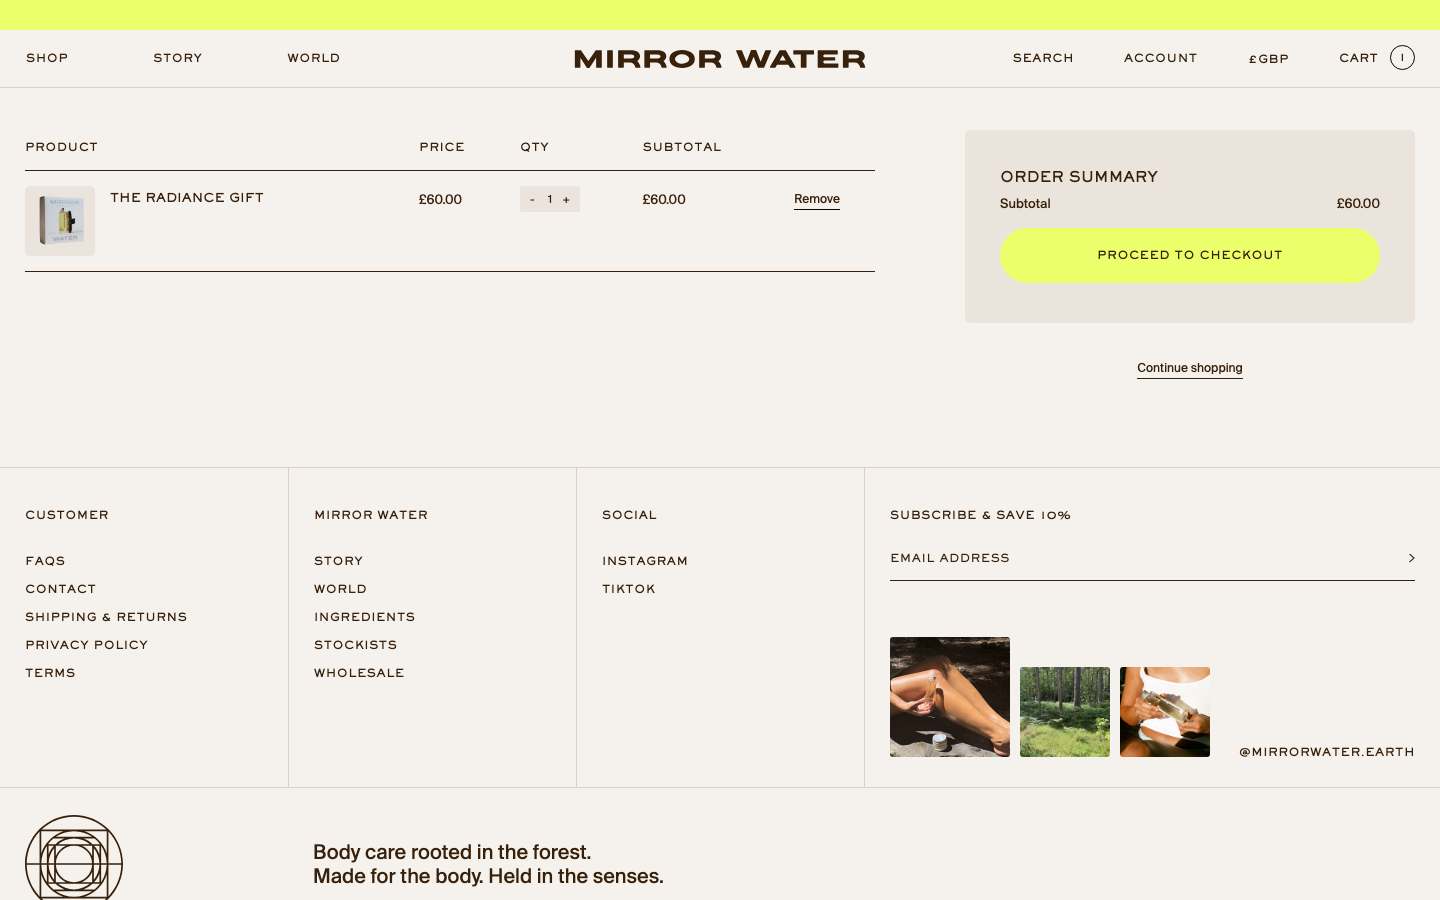 SHOP
STORY
WORLD
MIRROR WATER
SEARCH
ACCOUNT
£GBP
CART
1
PRODUCT
PRICE
QTY
SUBTOTAL
THE RADIANCE GIFT
£60.00
- 1 +
£60.00
Remove
ORDER SUMMARY
Subtotal
£60.00
PROCEED TO CHECKOUT
Continue shopping
CUSTOMER
FAQS
CONTACT
SHIPPING & RETURNS
PRIVACY POLICY
TERMS
MIRROR WATER
STORY
WORLD
INGREDIENTS
STOCKISTS
WHOLESALE
SOCIAL
INSTAGRAM
TIKTOK
SUBSCRIBE & SAVE 10%
EMAIL ADDRESS
@MIRRORWATER.EARTH
Body care rooted in the forest.
Made for the body. Held in the senses.